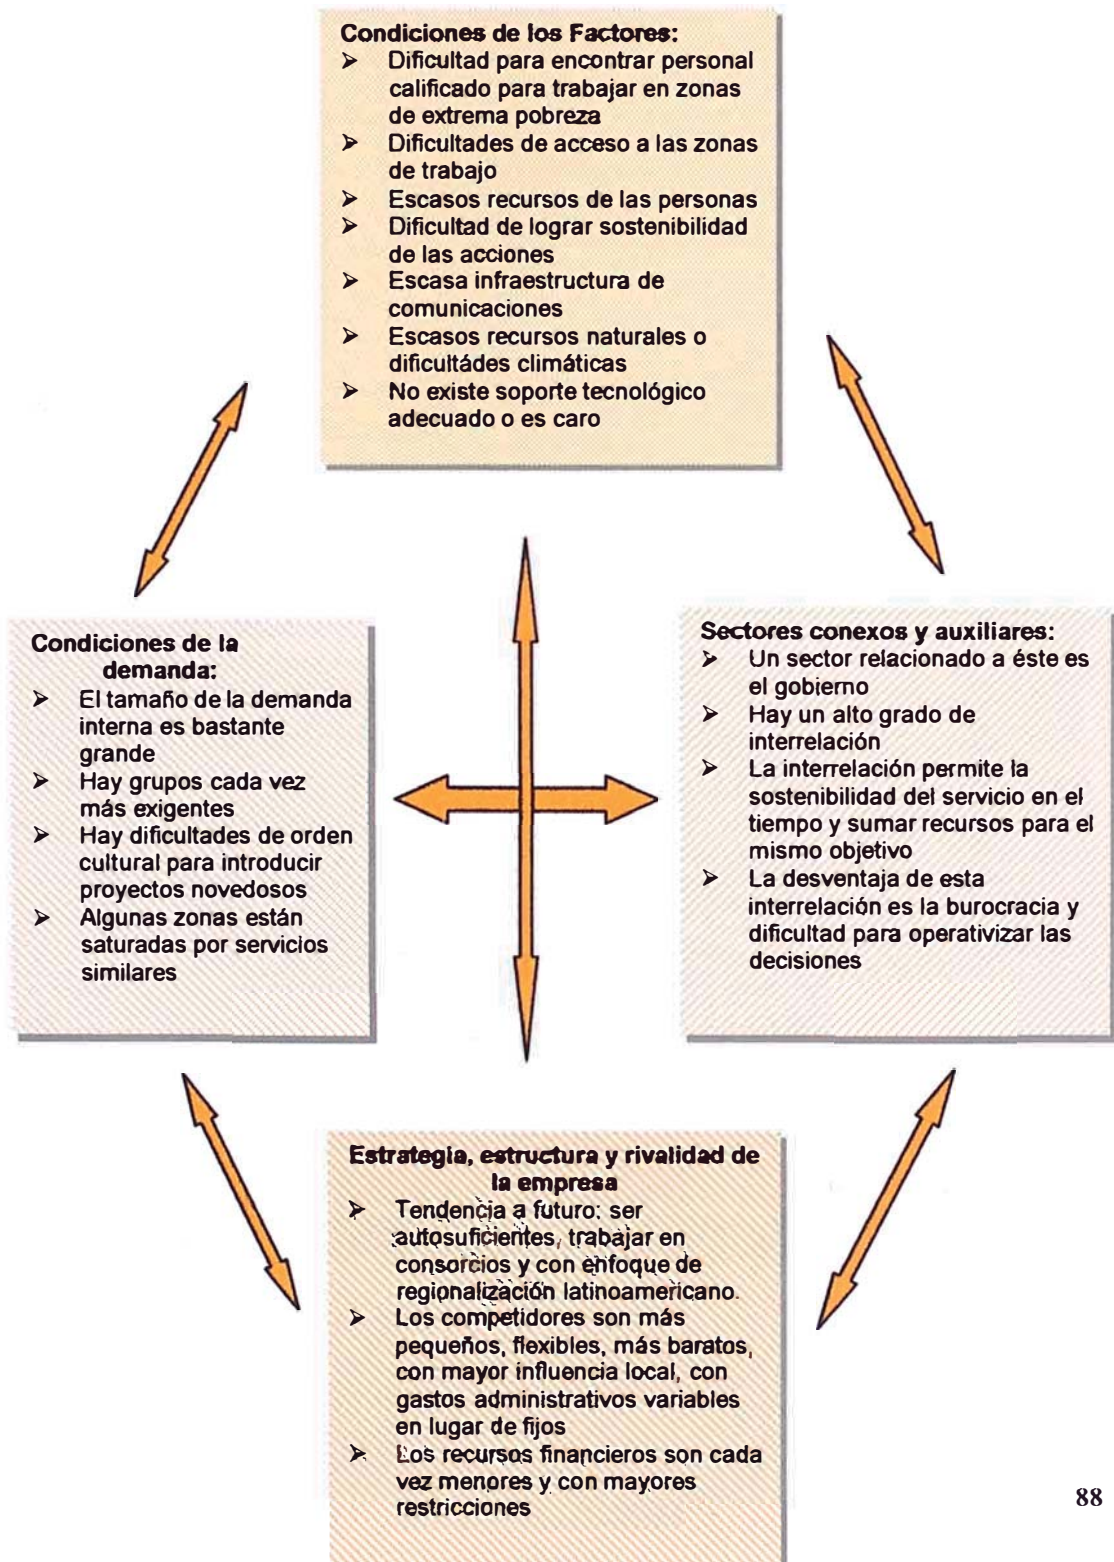 Condiciones de los Factores:
➢ Dificultad para encontrar personal
calificado para trabajar en zonas
de extrema pobreza
➢ Dificultades de acceso a las zonas
de trabajo
➢ Escasos recursos de las personas
➢ Dificultad de lograr sostenibilidad
de las acciones
➢ Escasa infraestructura de
comunicaciones
➢ Escasos recursos naturales o
dificultádes climáticas
➢ No existe soporte tecnológico
adecuado o es caro
Condiciones de la
demanda:
➢ El tamaño de la demanda
interna es bastante
grande
➢ Hay grupos cada vez
más exigentes
➢ Hay dificultades de orden
cultural para introducir
proyectos novedosos
➢ Algunas zonas están
saturadas por servicios
similares
Sectores conexos y auxiliares:
➢ Un sector relacionado a éste es
el gobierno
➢ Hay un alto grado de
interrelación
➢ La interrelación permite la
sostenibilidad del servicio en el
tiempo y sumar recursos para el
mismo objetivo
➢ La desventaja de esta
interrelación es la burocracia y
dificultad para operativizar las
decisiones
Estrategia, estructura y rivalidad de
la empresa
➢ Tendencia a futuro: ser
autosuficientes, trabajar en
consorcios y con enfoque de
regionalización latinoamericano.
➢ Los competidores son más
pequeños, flexibles, más baratos,
con mayor influencia local, con
gastos administrativos variables
en lugar de fijos
➢ Los recursos financieros son cada
vez menores y con mayores
restricciones
88